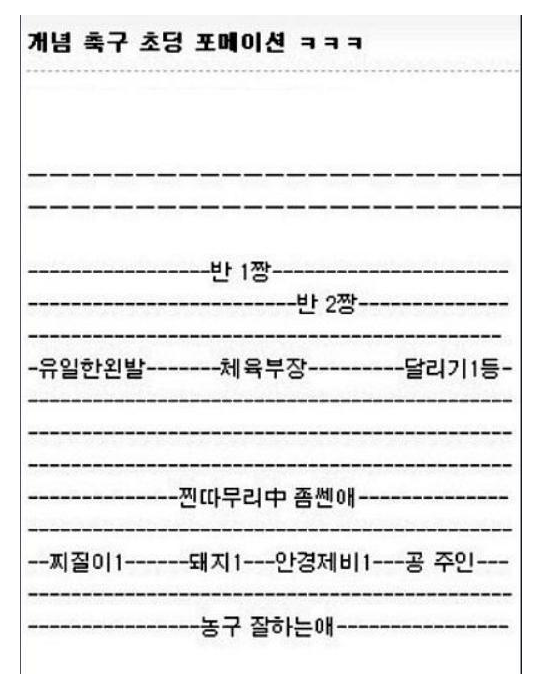 개념 축구 초딩 포메이션 ㅋㅋㅋ
-----------------반 1짱----------------------
-------------------------반 2짱--------------
-유일한왼발-------체육부장---------달리기1등-
--------------찐따무리中 좀쎈애--------------
--찌질이1------돼지1---안경제비1---공 주인---
----------------농구 잘하는애----------------